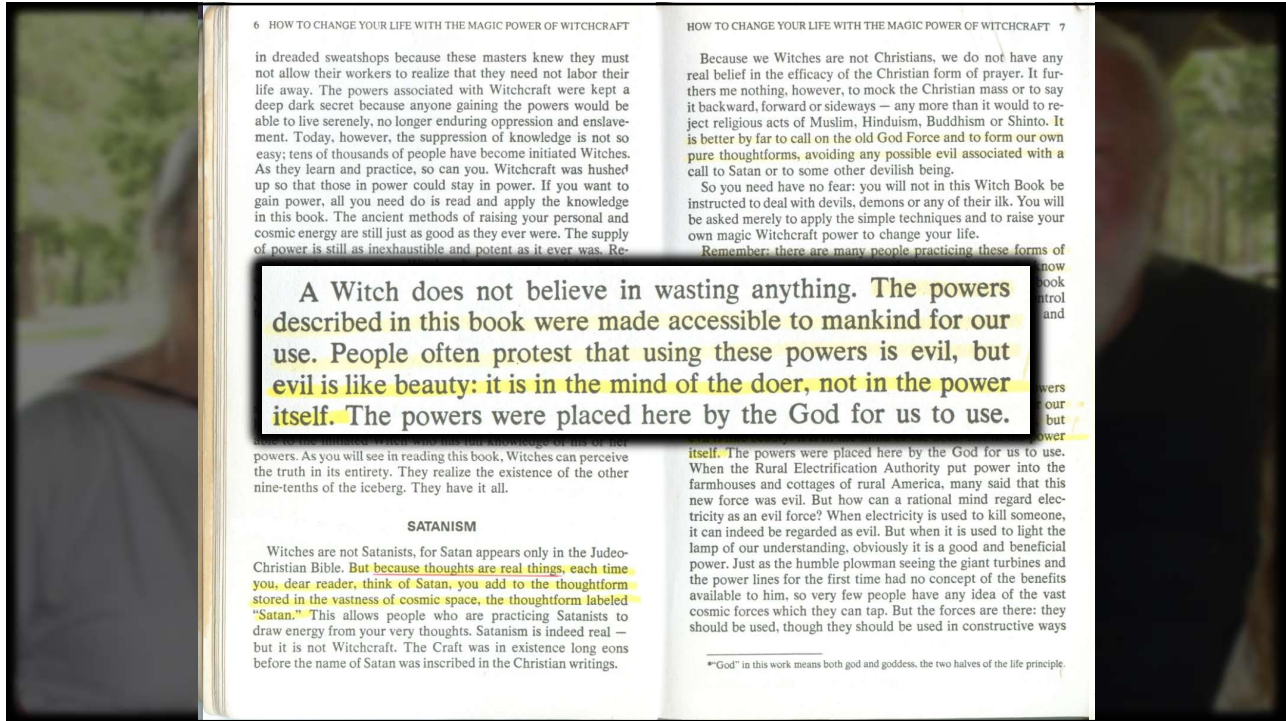 6 HOW TO CHANGE YOUR LIFE WITH THE MAGIC POWER OF WITCHCRAFT
in dreaded sweatshops because these masters knew they must
not allow their workers to realize that they need not labor their
life away. The powers associated with Witchcraft were kept a
deep dark secret because anyone gaining the powers would be
able to live serenely, no longer enduring oppression and enslave-
ment. Today, however, the suppression of knowledge is not so
easy; tens of thousands of people have become initiated Witches.
As they learn and practice, so can you. Witchcraft was hushed
up so that those in power could stay in power. If you want to
gain power, all you need do is read and apply the knowledge
in this book. The ancient methods of raising your personal and
cosmic energy are still just as good as they ever were. The supply
of power is still as inexhaustible and potent as it ever was. Re-
A Witch does not believe in wasting anything. The powers
described in this book were made accessible to mankind for our
use. People often protest that using these powers is evil, but
evil is like beauty: it is in the mind of the doer, not in the power
itself. The powers were placed here by the God for us to use.
powers. As you will see in reading this book, Witches can perceive
the truth in its entirety. They realize the existence of the other
nine-tenths of the iceberg. They have it all.
SATANISM
Witches are not Satanists, for Satan appears only in the Judeo-
Christian Bible. But because thoughts are real things, each time
you, dear reader, think of Satan, you add to the thoughtform
stored in the vastness of cosmic space, the thoughtform labeled
“Satan.” This allows people who are practicing Satanists to
draw energy from your very thoughts. Satanism is indeed real —
but it is not Witchcraft. The Craft was in existence long eons
before the name of Satan was inscribed in the Christian writings.
HOW TO CHANGE YOUR LIFE WITH THE MAGIC POWER OF WITCHCRAFT 7
Because we Witches are not Christians, we do not have any
real belief in the efficacy of the Christian form of prayer. It fur-
thers me nothing, however, to mock the Christian mass or to say
it backward, forward or sideways — any more than it would to re-
ject religious acts of Muslim, Hinduism, Buddhism or Shinto. It
is better by far to call on the old God Force and to form our own
pure thoughtforms, avoiding any possible evil associated with a
call to Satan or to some other devilish being.
So you need have no fear: you will not in this Witch Book be
instructed to deal with devils, demons or any of their ilk. You will
be asked merely to apply the simple techniques and to raise your
own magic Witchcraft power to change your life.
Remember: there are many people practicing these forms of
now
ook
ntrol
and
wers
our
but
ower
itself. The powers were placed here by the God for us to use.
When the Rural Electrification Authority put power into the
farmhouses and cottages of rural America, many said that this
new force was evil. But how can a rational mind regard elec-
tricity as an evil force? When electricity is used to kill someone,
it can indeed be regarded as evil. But when it is used to light the
lamp of our understanding, obviously it is a good and beneficial
power. Just as the humble plowman seeing the giant turbines and
the power lines for the first time had no concept of the benefits
available to him, so very few people have any idea of the vast
cosmic forces which they can tap. But the forces are there: they
should be used, though they should be used in constructive ways
*“God” in this work means both god and goddess, the two halves of the life principle.